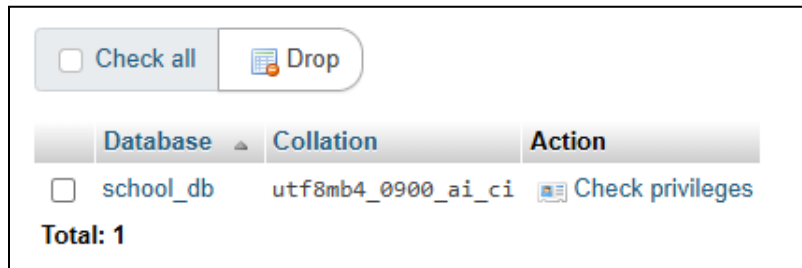 Check all Drop
Database Collation Action
school_db utf8mb4_0900_ai_ci Check privileges
Total: 1